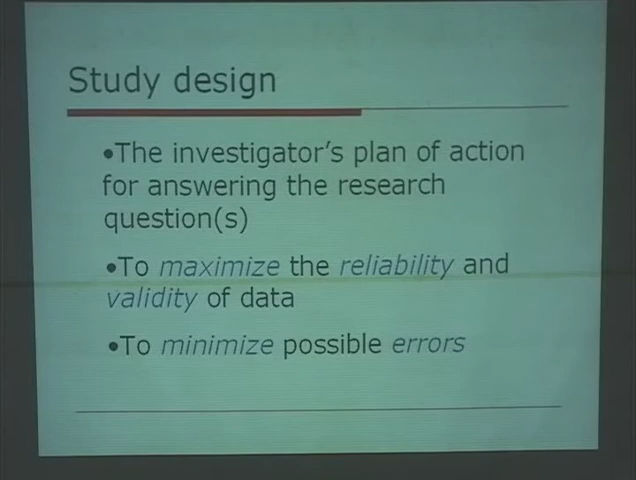 Study design
•The investigator's plan of action
for answering the research
question(s)
•To maximize the reliability and
validity of data
•To minimize possible errors